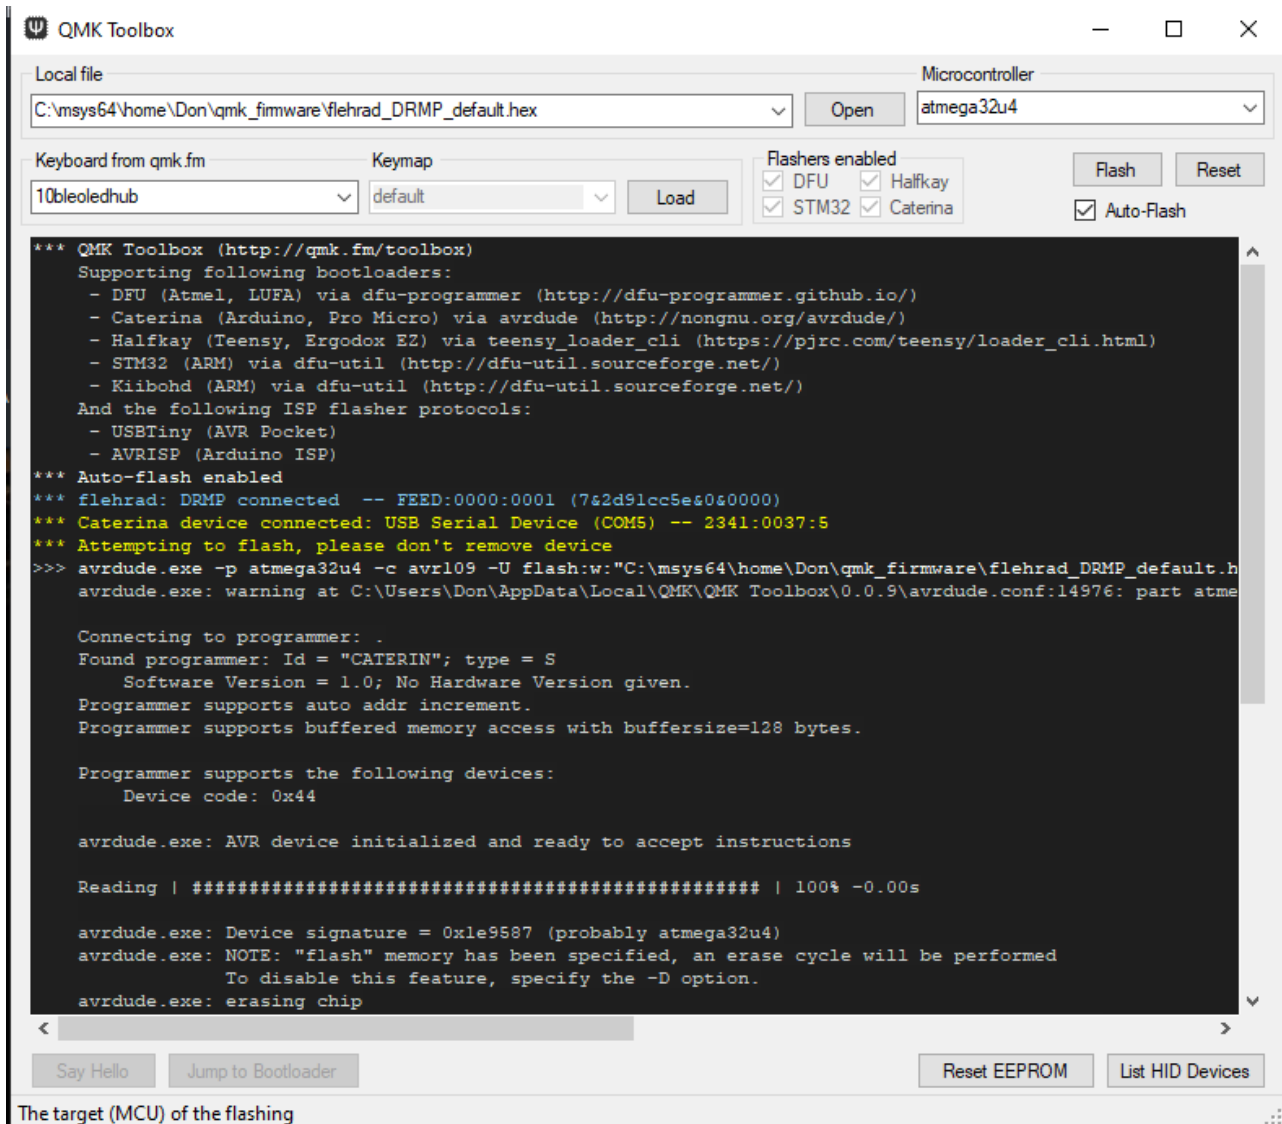 QMK Toolbox
Local file
Microcontroller
C:\msys64\home\Don\qmk_firmware\flehrad_DRMP_default.hex
Open
atmega32u4
Keyboard from qmk.fm
Keymap
Flashers enabled
10bleoledhub
default
Load
DFU
Halfkay
STM32
Caterina
Flash
Reset
Auto-Flash
*** QMK Toolbox (http://qmk.fm/toolbox)
Supporting following bootloaders:
- DFU (Atmel, LUFA) via dfu-programmer (http://dfu-programmer.github.io/)
- Caterina (Arduino, Pro Micro) via avrdude (http://nongnu.org/avrdude/)
- Halfkay (Teensy, Ergodox EZ) via teensy_loader_cli (https://pjrc.com/teensy/loader_cli.html)
- STM32 (ARM) via dfu-util (http://dfu-util.sourceforge.net/)
- Kiibohd (ARM) via dfu-util (http://dfu-util.sourceforge.net/)
And the following ISP flasher protocols:
- USBTiny (AVR Pocket)
- AVRISP (Arduino ISP)
*** Auto-flash enabled
*** flehrad: DRMP connected  -- FEED:0000:0001 (7&2d91cc5e&0&0000)
*** Caterina device connected: USB Serial Device (COM5) -- 2341:0037:5
*** Attempting to flash, please don't remove device
>>> avrdude.exe -p atmega32u4 -c avr109 -U flash:w:"C:\msys64\home\Don\qmk_firmware\flehrad_DRMP_default.h
avrdude.exe: warning at C:\Users\Don\AppData\Local\QMK\QMK Toolbox\0.0.9\avrdude.conf:14976: part atme
Connecting to programmer: .
Found programmer: Id = "CATERIN"; type = S
Software Version = 1.0; No Hardware Version given.
Programmer supports auto addr increment.
Programmer supports buffered memory access with buffersize=128 bytes.
Programmer supports the following devices:
Device code: 0x44
avrdude.exe: AVR device initialized and ready to accept instructions
Reading | ################################################## | 100% -0.00s
avrdude.exe: Device signature = 0x1e9587 (probably atmega32u4)
avrdude.exe: NOTE: "flash" memory has been specified, an erase cycle will be performed
To disable this feature, specify the -D option.
avrdude.exe: erasing chip
Say Hello
Jump to Bootloader
Reset EEPROM
List HID Devices
The target (MCU) of the flashing